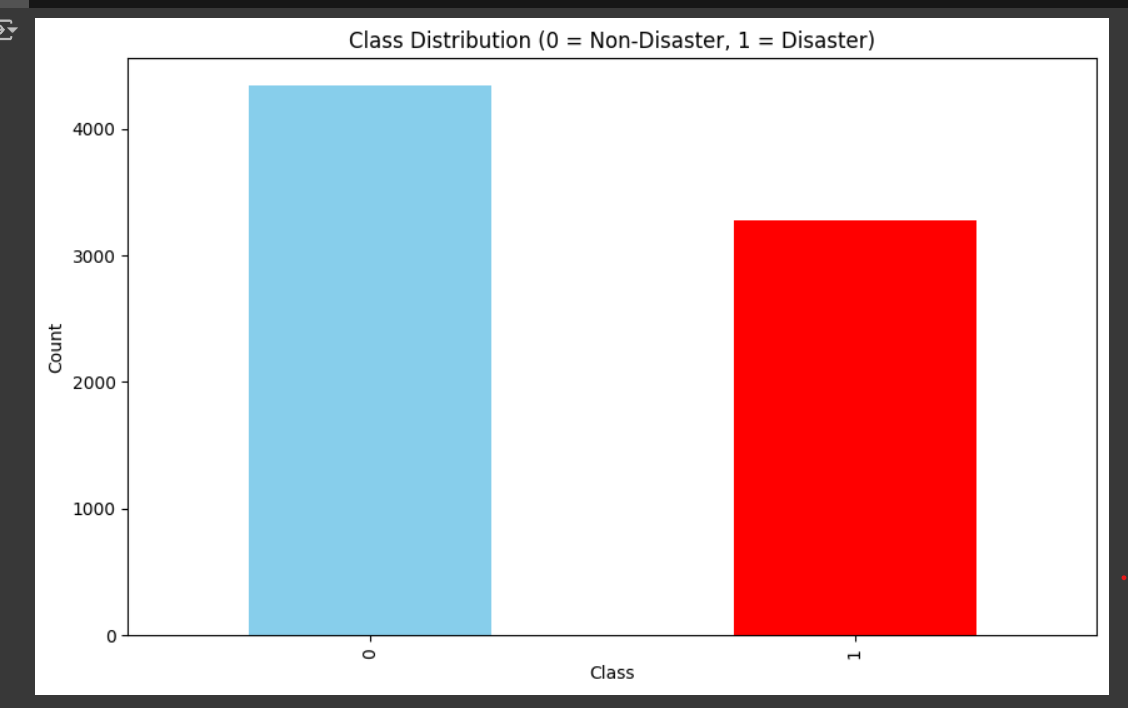 Class Distribution (0 = Non-Disaster, 1 = Disaster)
4000
3000
2000
1000
0
Count
0
1
Class